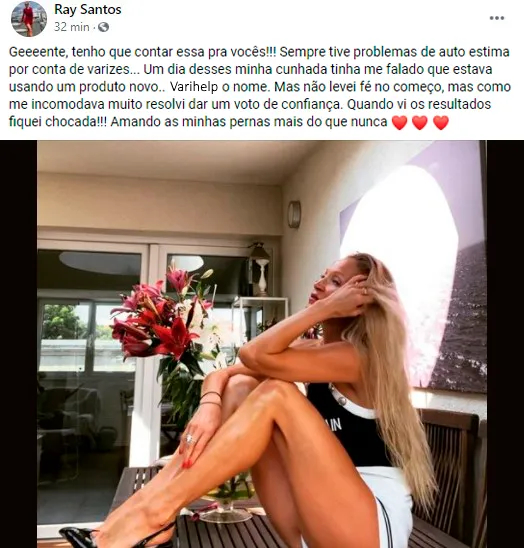 Ray Santos
32 min ·
Geeeente, tenho que contar essa pra vocês!!! Sempre tive problemas de auto estima
por conta de varizes... Um dia desses minha cunhada tinha me falado que estava
usando um produto novo.. Varihelp o nome. Mas não levei fé no começo, mas como
me incomodava muito resolvi dar um voto de confiança. Quando vi os resultados
fiquei chocada!!! Amando as minhas pernas mais do que nunca ❤️❤️❤️